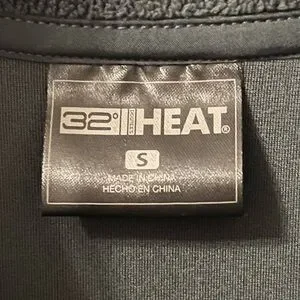 32° HEAT®
S
MADE IN CHINA
HECHO EN CHINA